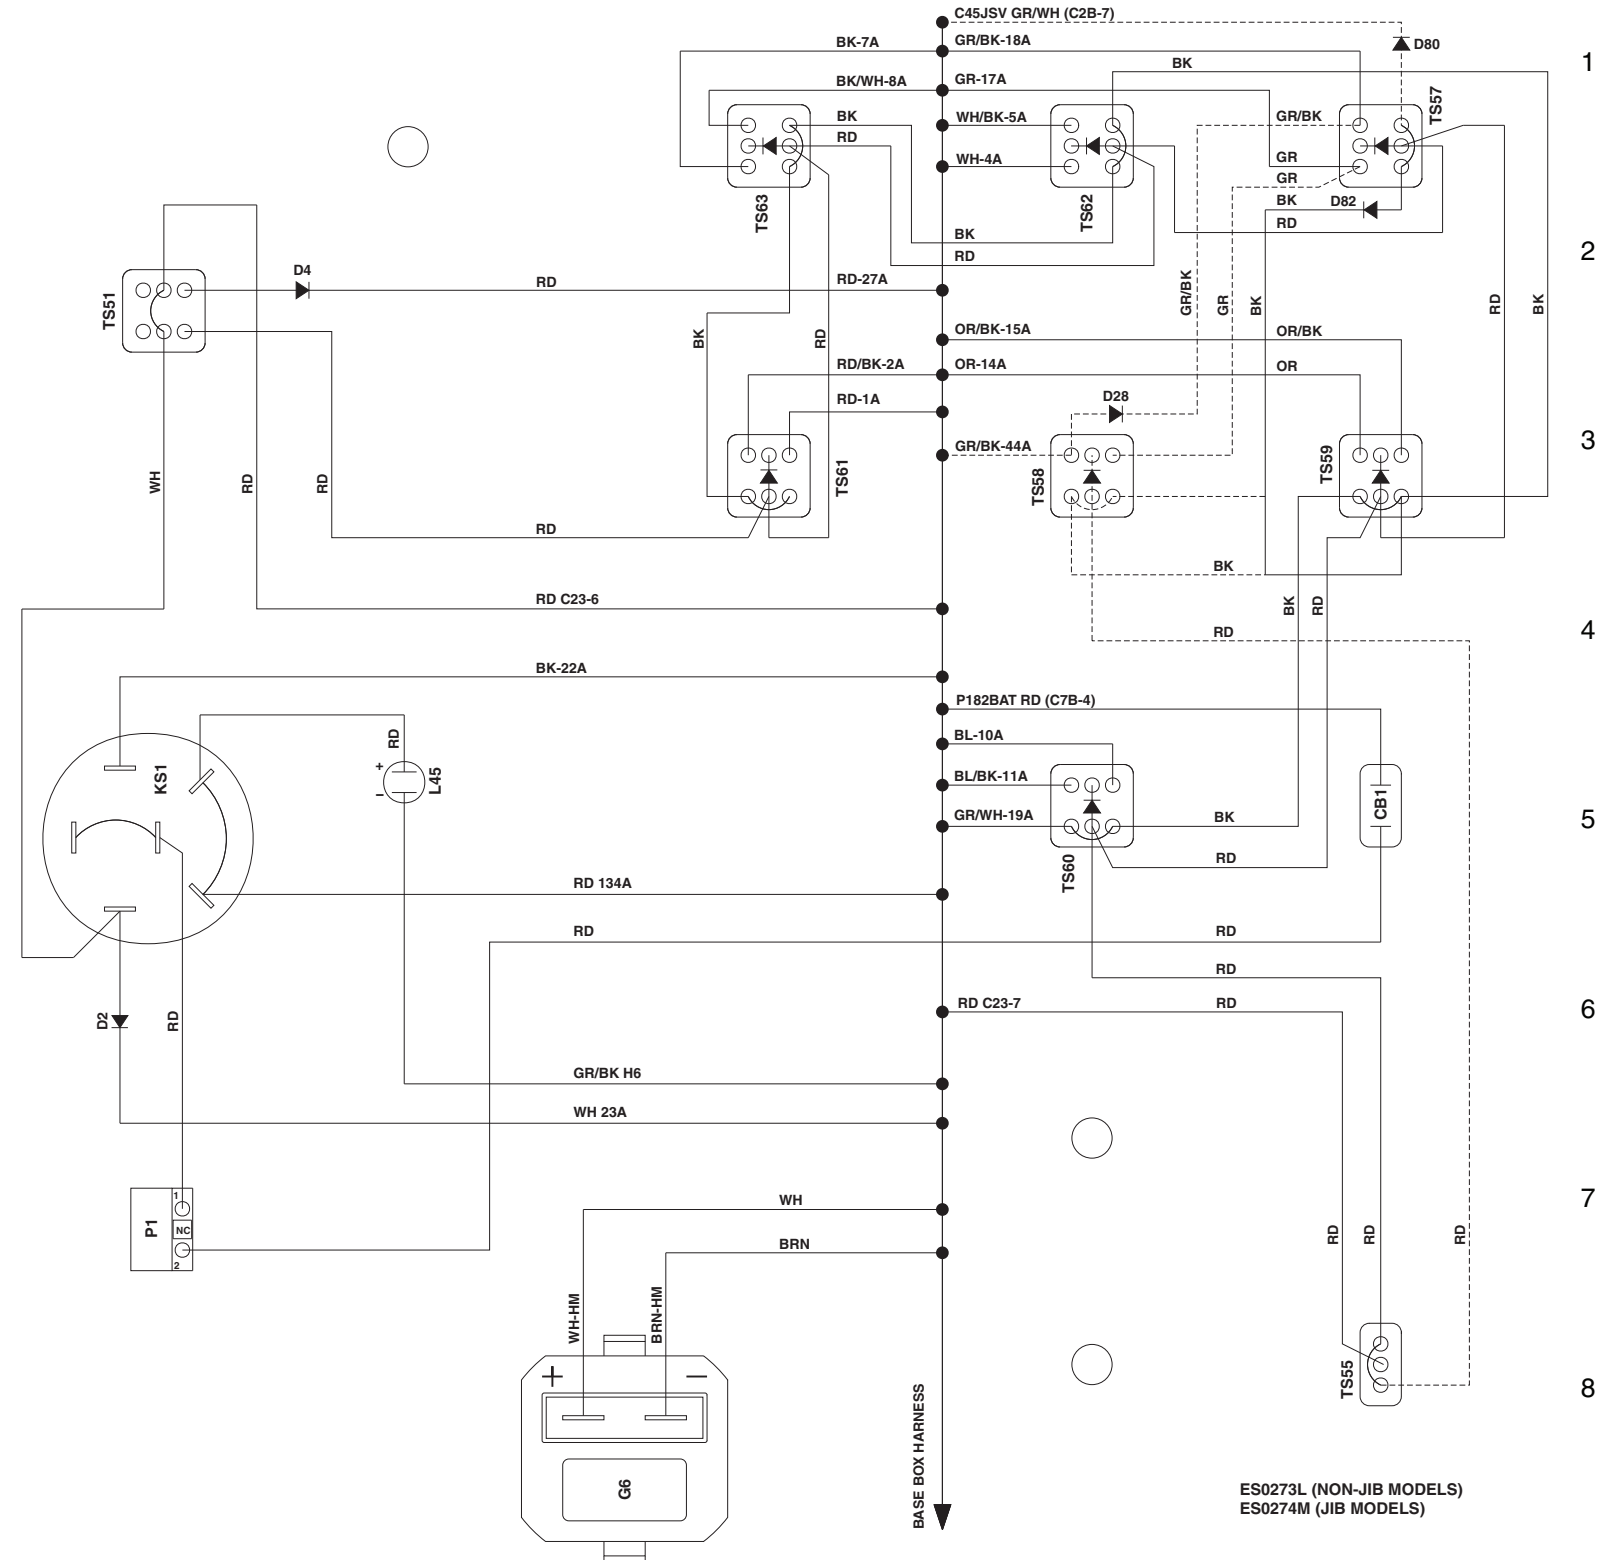 C45JSV GR/WH (C2B-7)
D80
BK-7A
GR/BK-18A
1
BK
BK/WH-8A
GR-17A
TS57
BK
WH/BK-5A
GR/BK
RD
WH-4A
GR
GR
TS63
TS62
BK
D82
RD
BK
RD
2
D4
RD
RD-27A
TS51
GR/BK
GR
BK
RD
BK
BK
RD
OR/BK-15A
OR/BK
RD/BK-2A
OR-14A
OR
RD-1A
D28
GR/BK-44A
3
TS61
TS58
TS59
WH
RD
RD
RD
BK
RD C23-6
BK
RD
RD
4
BK-22A
P182BAT RD (C7B-4)
RD
BL-10A
KS1
+
–
L45
BL/BK-11A
CB1
GR/WH-19A
BK
5
RD
TS60
RD 134A
RD
RD
RD
RD C23-7
RD
6
D2
RD
GR/BK H6
WH 23A
WH
7
P1
1
NC
2
BRN
RD
RD
RD
WH-HM
BRN-HM
+
–
TS55
8
G6
BASE BOX HARNESS
ES0273L (NON-JIB MODELS)
ES0274M (JIB MODELS)